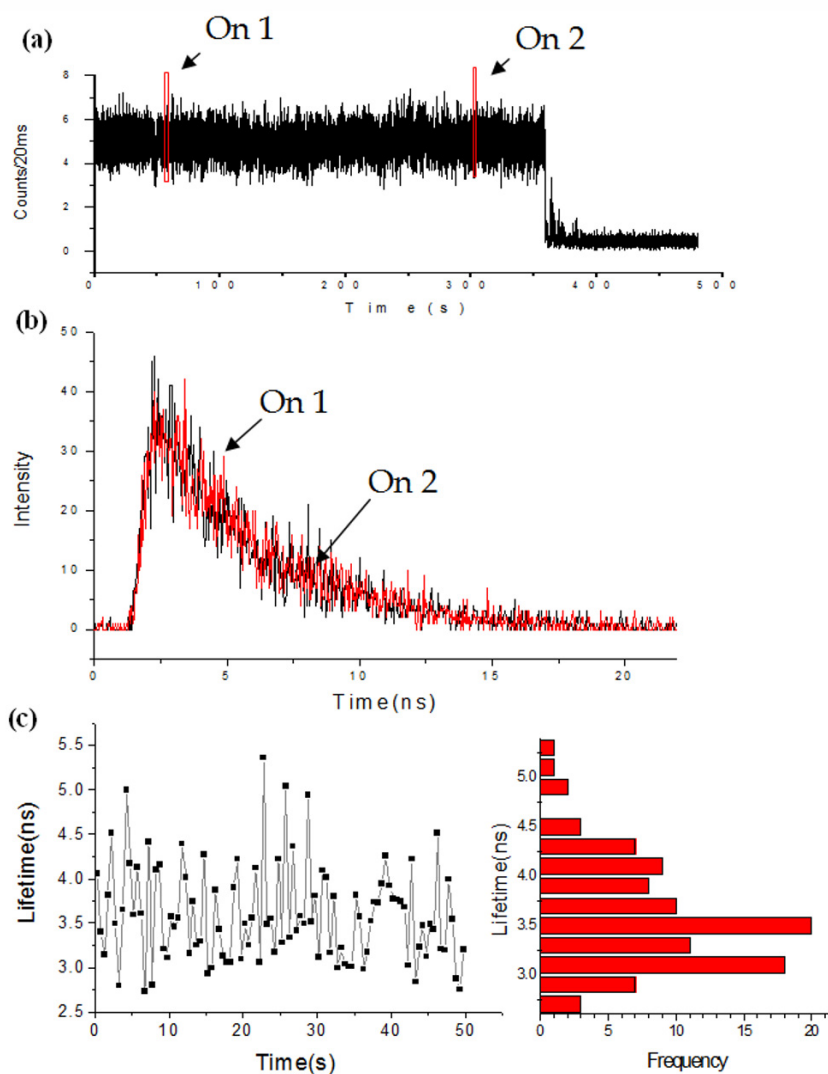 (a)
On 1
On 2
8
6
4
2
0
Counts/20ms
0 100 200 300 400 500
Time(s)
(b)
50
40
30
20
10
0
Intensity
On 1
On 2
0 5 10 15 20
Time(ns)
(c)
5.5
5.0
4.5
4.0
3.5
3.0
2.5
Lifetime(ns)
0 10 20 30 40 50
Time(s)
5.0
4.5
4.0
3.5
3.0
Lifetime(ns)
0 5 10 15 20
Frequency